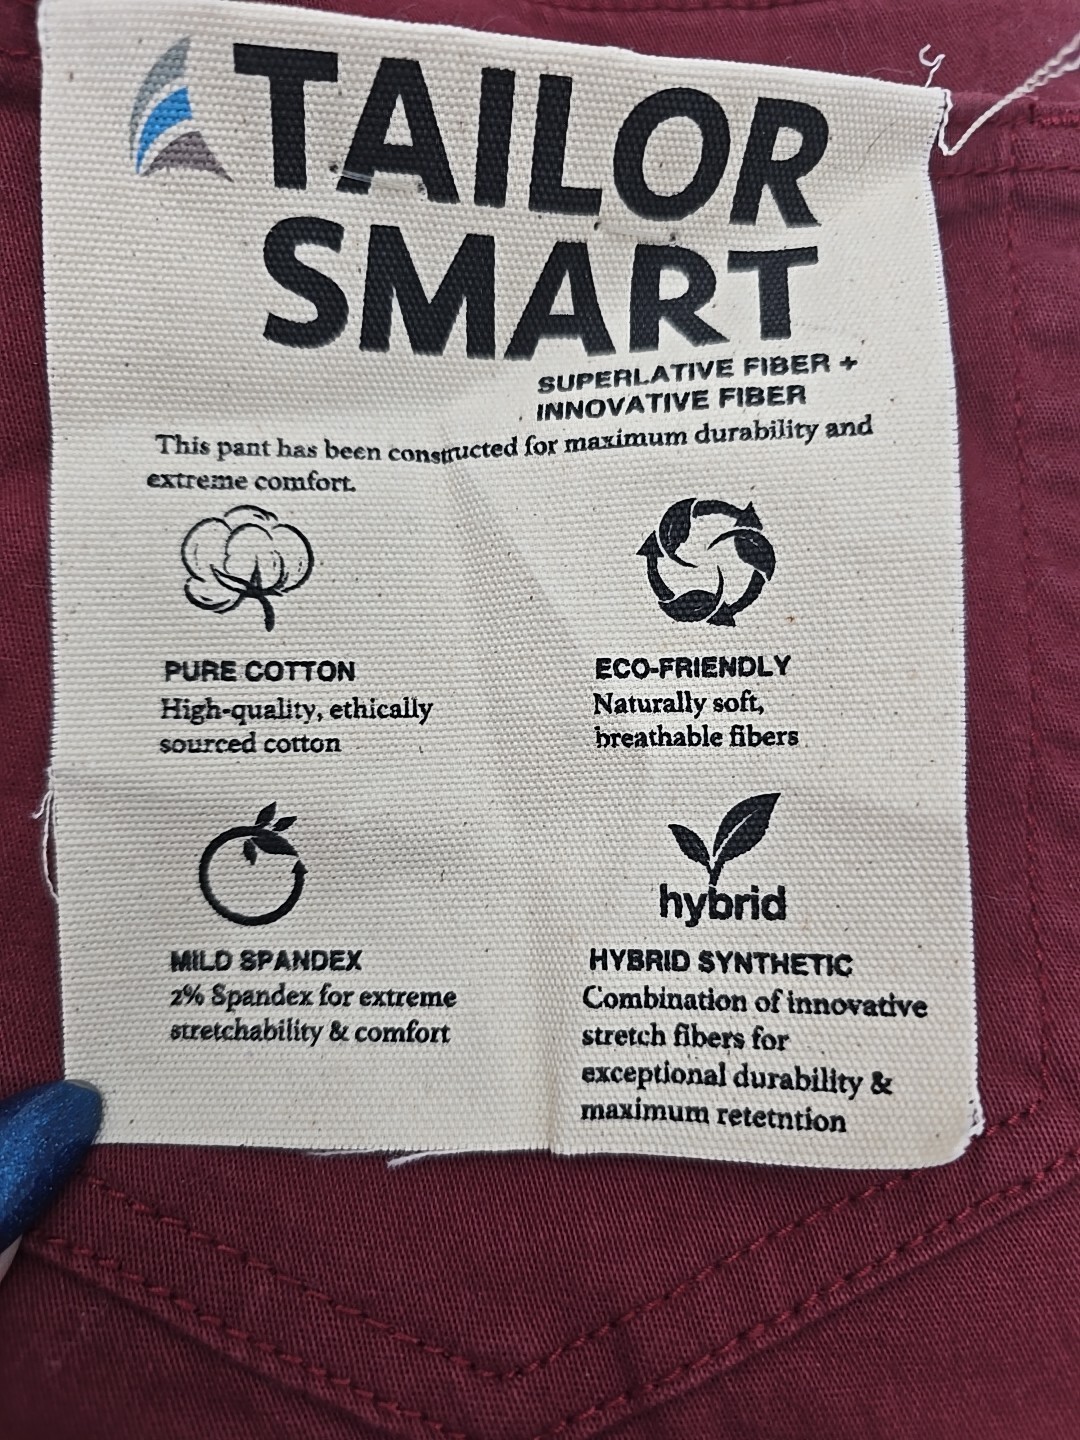 TAILOR
SMART
SUPERLATIVE FIBER +
INNOVATIVE FIBER
This pant has been constructed for maximum durability and
extreme comfort.
PURE COTTON
High-quality, ethically
sourced cotton
ECO-FRIENDLY
Naturally soft,
breathable fibers
MILD SPANDEX
2% Spandex for extreme
stretchability & comfort
hybrid
HYBRID SYNTHETIC
Combination of innovative
stretch fibers for
exceptional durability &
maximum retetntion